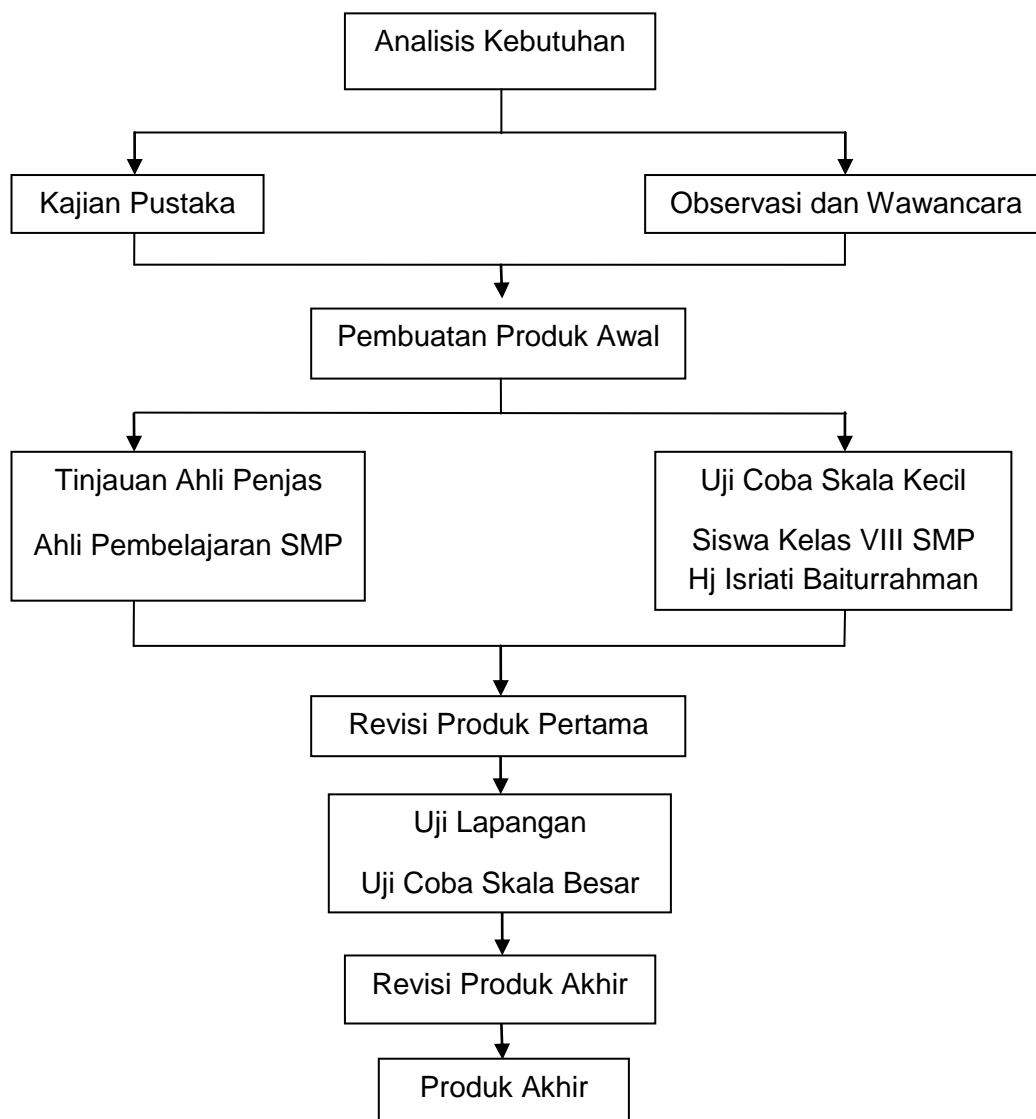 Analisis Kebutuhan
Kajian Pustaka
Observasi dan Wawancara
Pembuatan Produk Awal
Tinjauan Ahli Penjas
Ahli Pembelajaran SMP
Uji Coba Skala Kecil
Siswa Kelas VIII SMP
Hj Isriati Baiturrahman
Revisi Produk Pertama
Uji Lapangan
Uji Coba Skala Besar
Revisi Produk Akhir
Produk Akhir